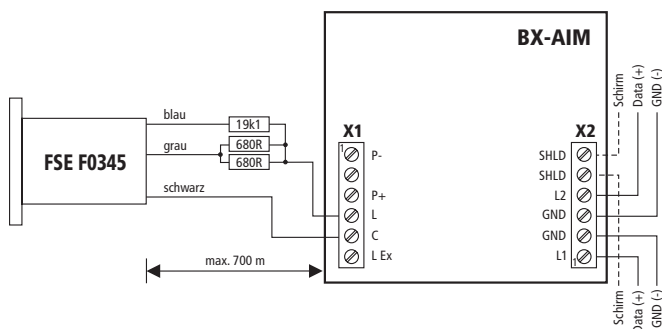 BX-AIM
Schirm
Data (+)
GND (-)
blau
19k1
grau
680R
680R
schwarz
FSE F0345
max. 700 m
X1
1
P-
P+
L
C
L Ex
X2
SHLD
SHLD
L2
GND
GND
L1
1
Schirm
Data (+)
GND (-)